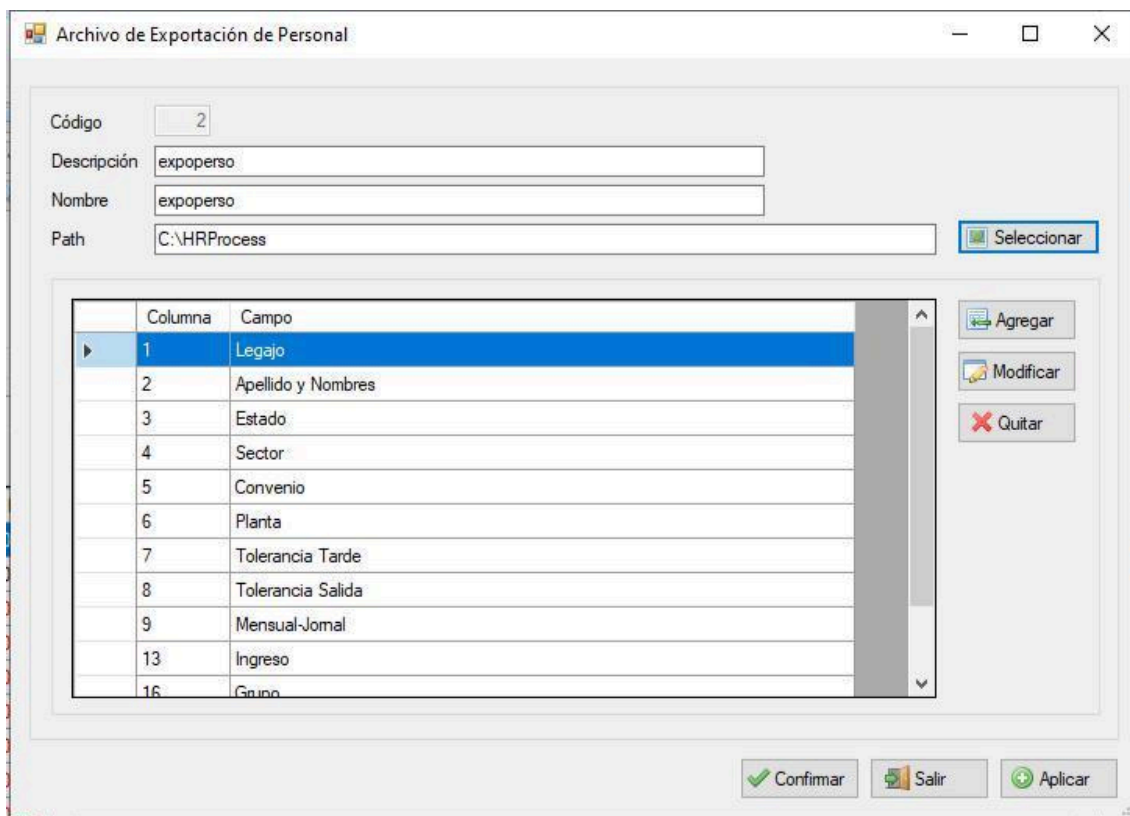 Archivo de Exportación de Personal
Código 2
Descripción expoperso
Nombre expoperso
Path C:\HRProcess Seleccionar
Columna Campo
1 Legajo
2 Apellido y Nombres
3 Estado
4 Sector
5 Convenio
6 Planta
7 Tolerancia Tarde
8 Tolerancia Salida
9 Mensual-Jornal
13 Ingreso
16 Grupo
Agregar
Modificar
Quitar
Confirmar Salir Aplicar